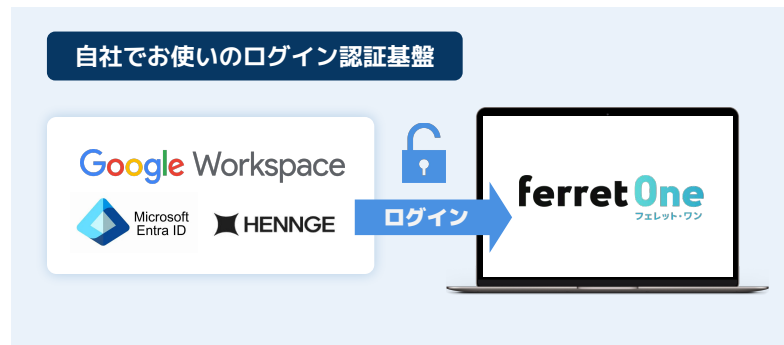 自社でお使いのログイン認証基盤
Google Workspace
Microsoft
Entra ID
HENNGE
ログイン
ferret One
フェレット・ワン